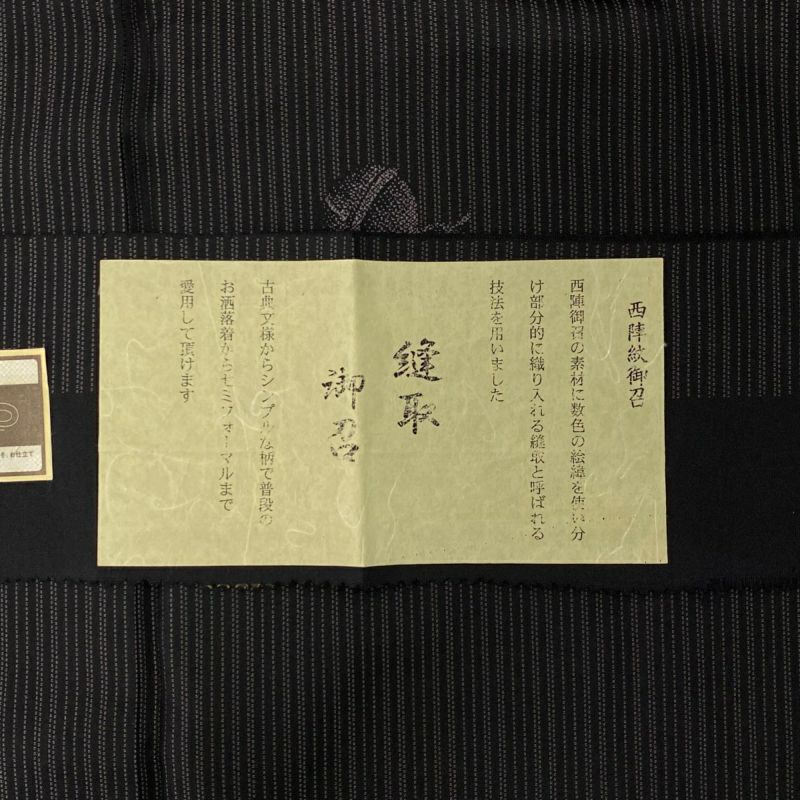 西陣紋御召
西陣御召の素材に数色の絵緯を使い分
け部分的に織り入れる縫取と呼ばれる
技法を用いました
縫取
御召
古典文様からシンプルな柄で普段の
お洒落着からセミフォーマルまで
愛用して頂けます
お仕立て